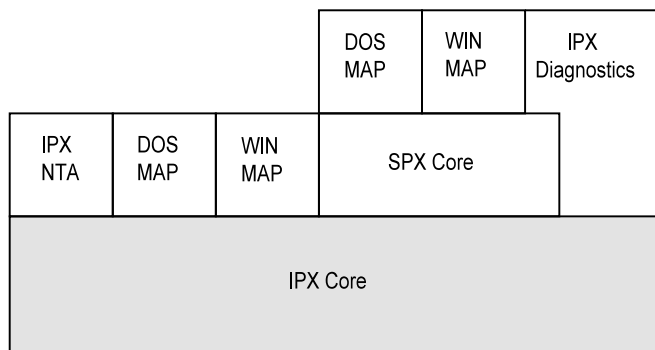 DOS
MAP
WIN
MAP
IPX
Diagnostics
IPX
NTA
DOS
MAP
WIN
MAP
SPX Core
IPX Core